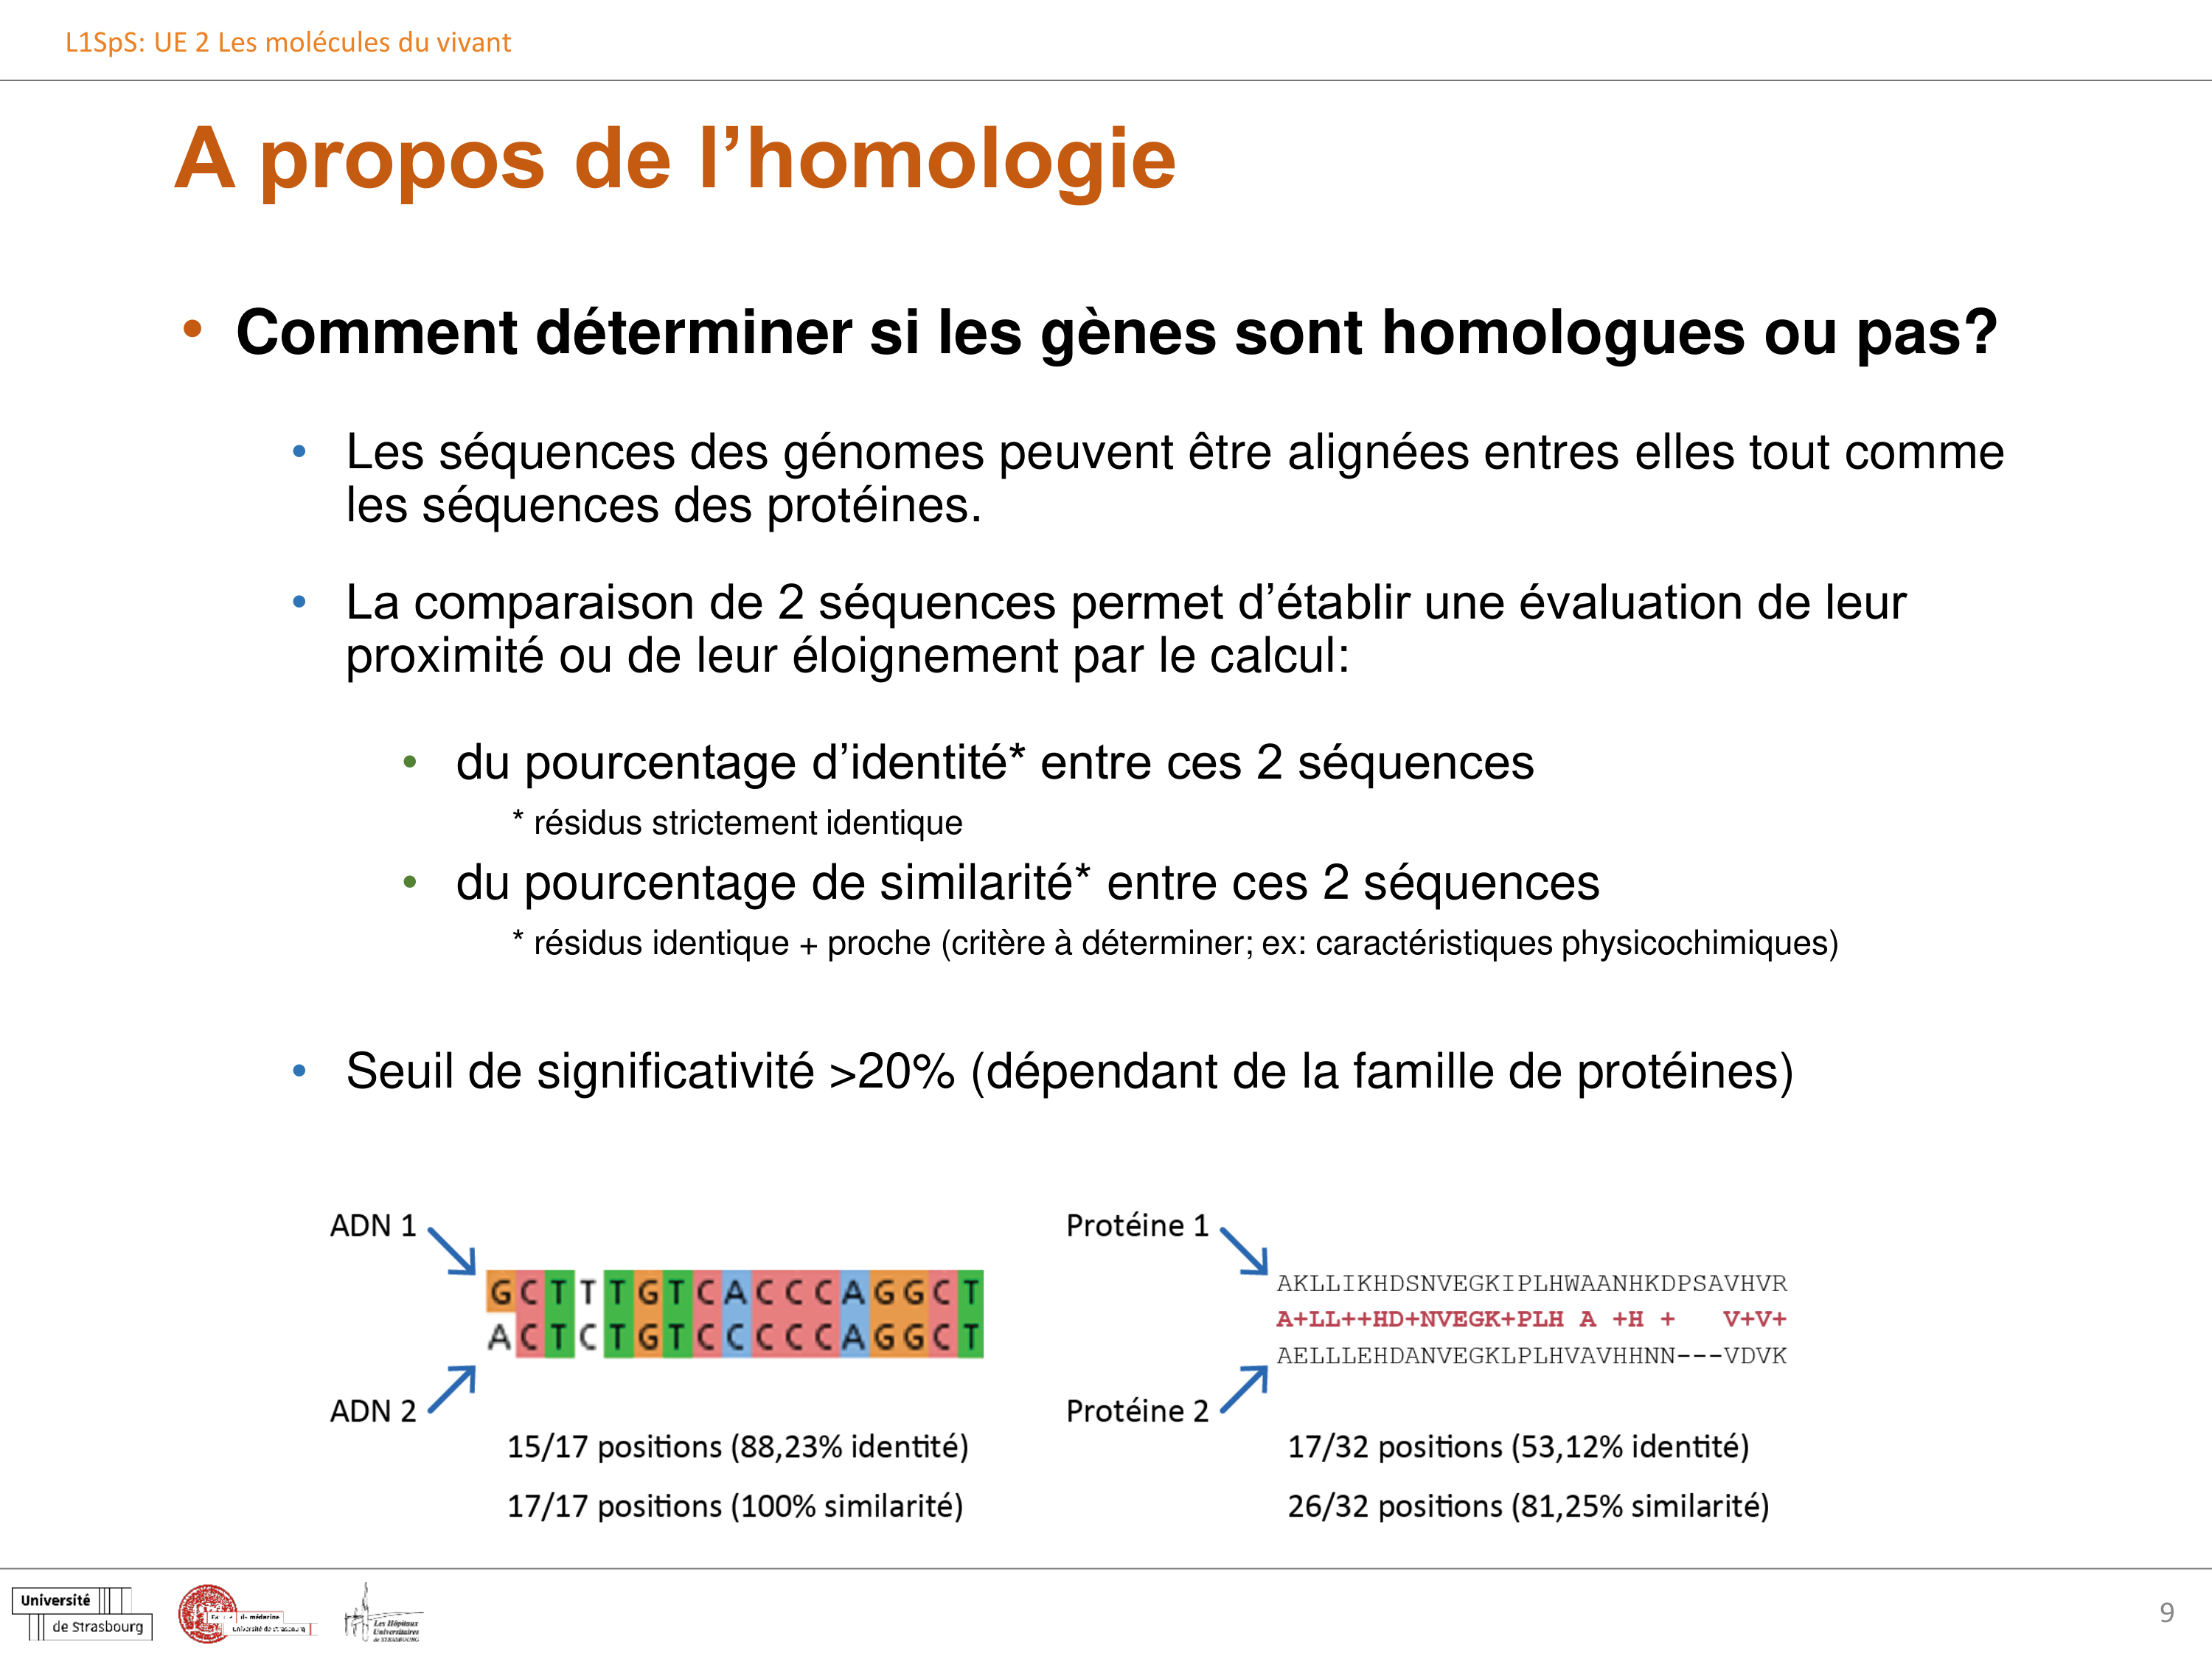 L1SpS: UE 2 Les molécules du vivant
A propos de l’homologie
• Comment déterminer si les gènes sont homologues ou pas?
• Les séquences des génomes peuvent être alignées entres elles tout comme
les séquences des protéines.
• La comparaison de 2 séquences permet d’établir une évaluation de leur
proximité ou de leur éloignement par le calcul:
• du pourcentage d’identité* entre ces 2 séquences
* résidus strictement identique
• du pourcentage de similarité* entre ces 2 séquences
* résidus identique + proche (critère à déterminer; ex: caractéristiques physicochimiques)
• Seuil de significativité >20% (dépendant de la famille de protéines)
ADN 1
GCTTTGTCACCCAGGCT
ACTCTGTCCCCCAGGCT
ADN 2
15/17 positions (88,23% identité)
17/17 positions (100% similarité)
Protéine 1
AKLLIKHDSNVEGKIPLHWAANHKDPSAVHVR
A+LL++HD+NVEGK+PLH A +H +   V+V+
AELLLEHDANVEGKLPLHVAVHHNN---VDVK
Protéine 2
17/32 positions (53,12% identité)
26/32 positions (81,25% similarité)
Université
de Strasbourg
de médecine
Université de Strasbourg
Les Hôpitaux
Universitaires
de STRASBOURG
9